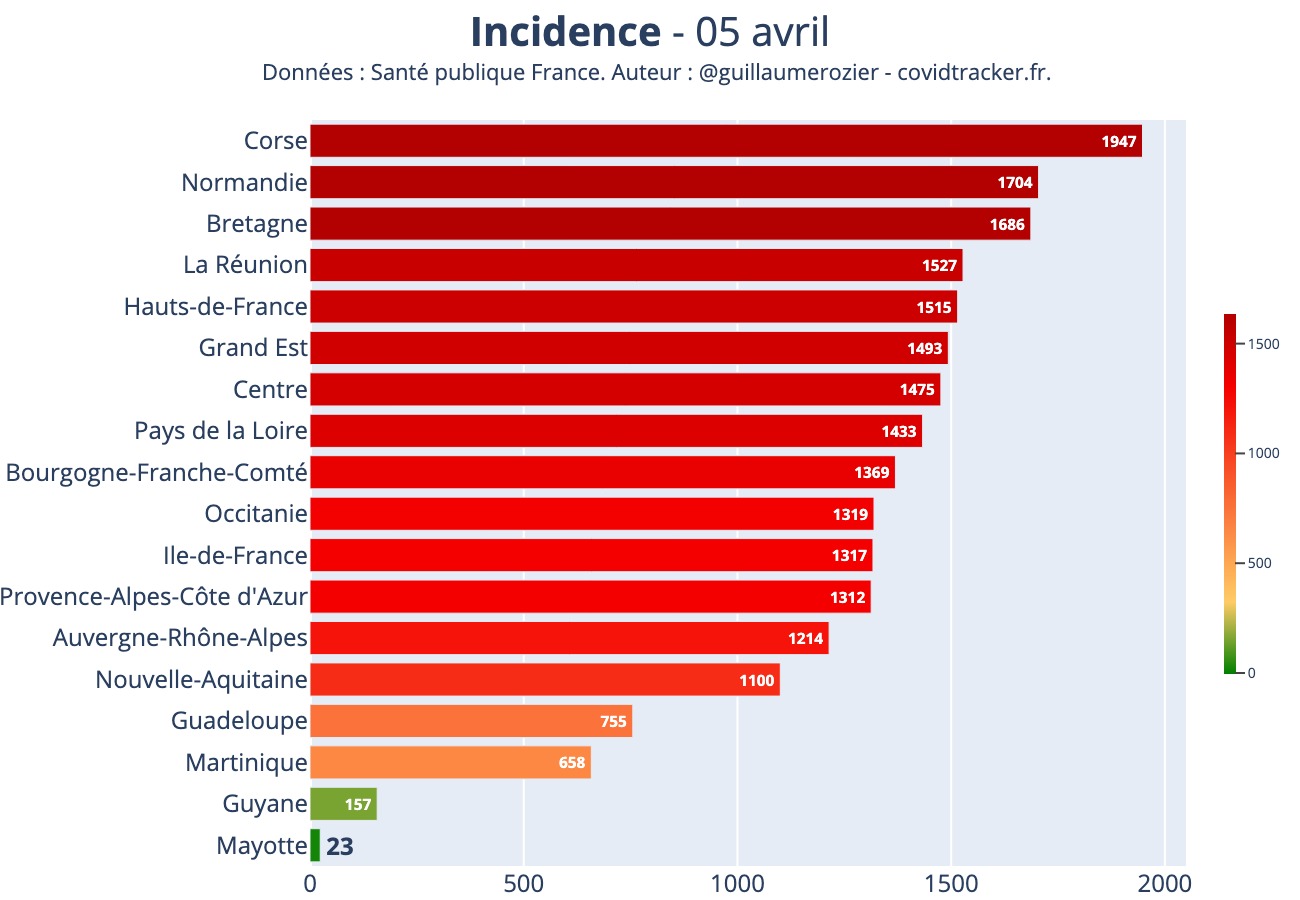 Incidence - 05 avril
Données : Santé publique France. Auteur : @guillaumerozier - covidtracker.fr.
Corse 1947
Normandie 1704
Bretagne 1686
La Réunion 1527
Hauts-de-France 1515
Grand Est 1493
Centre 1475
Pays de la Loire 1433
Bourgogne-Franche-Comté 1369
Occitanie 1319
Ile-de-France 1317
Provence-Alpes-Côte d'Azur 1312
Auvergne-Rhône-Alpes 1214
Nouvelle-Aquitaine 1100
Guadeloupe 755
Martinique 658
Guyane 157
Mayotte 23
0 500 1000 1500 2000
1500
1000
500
0